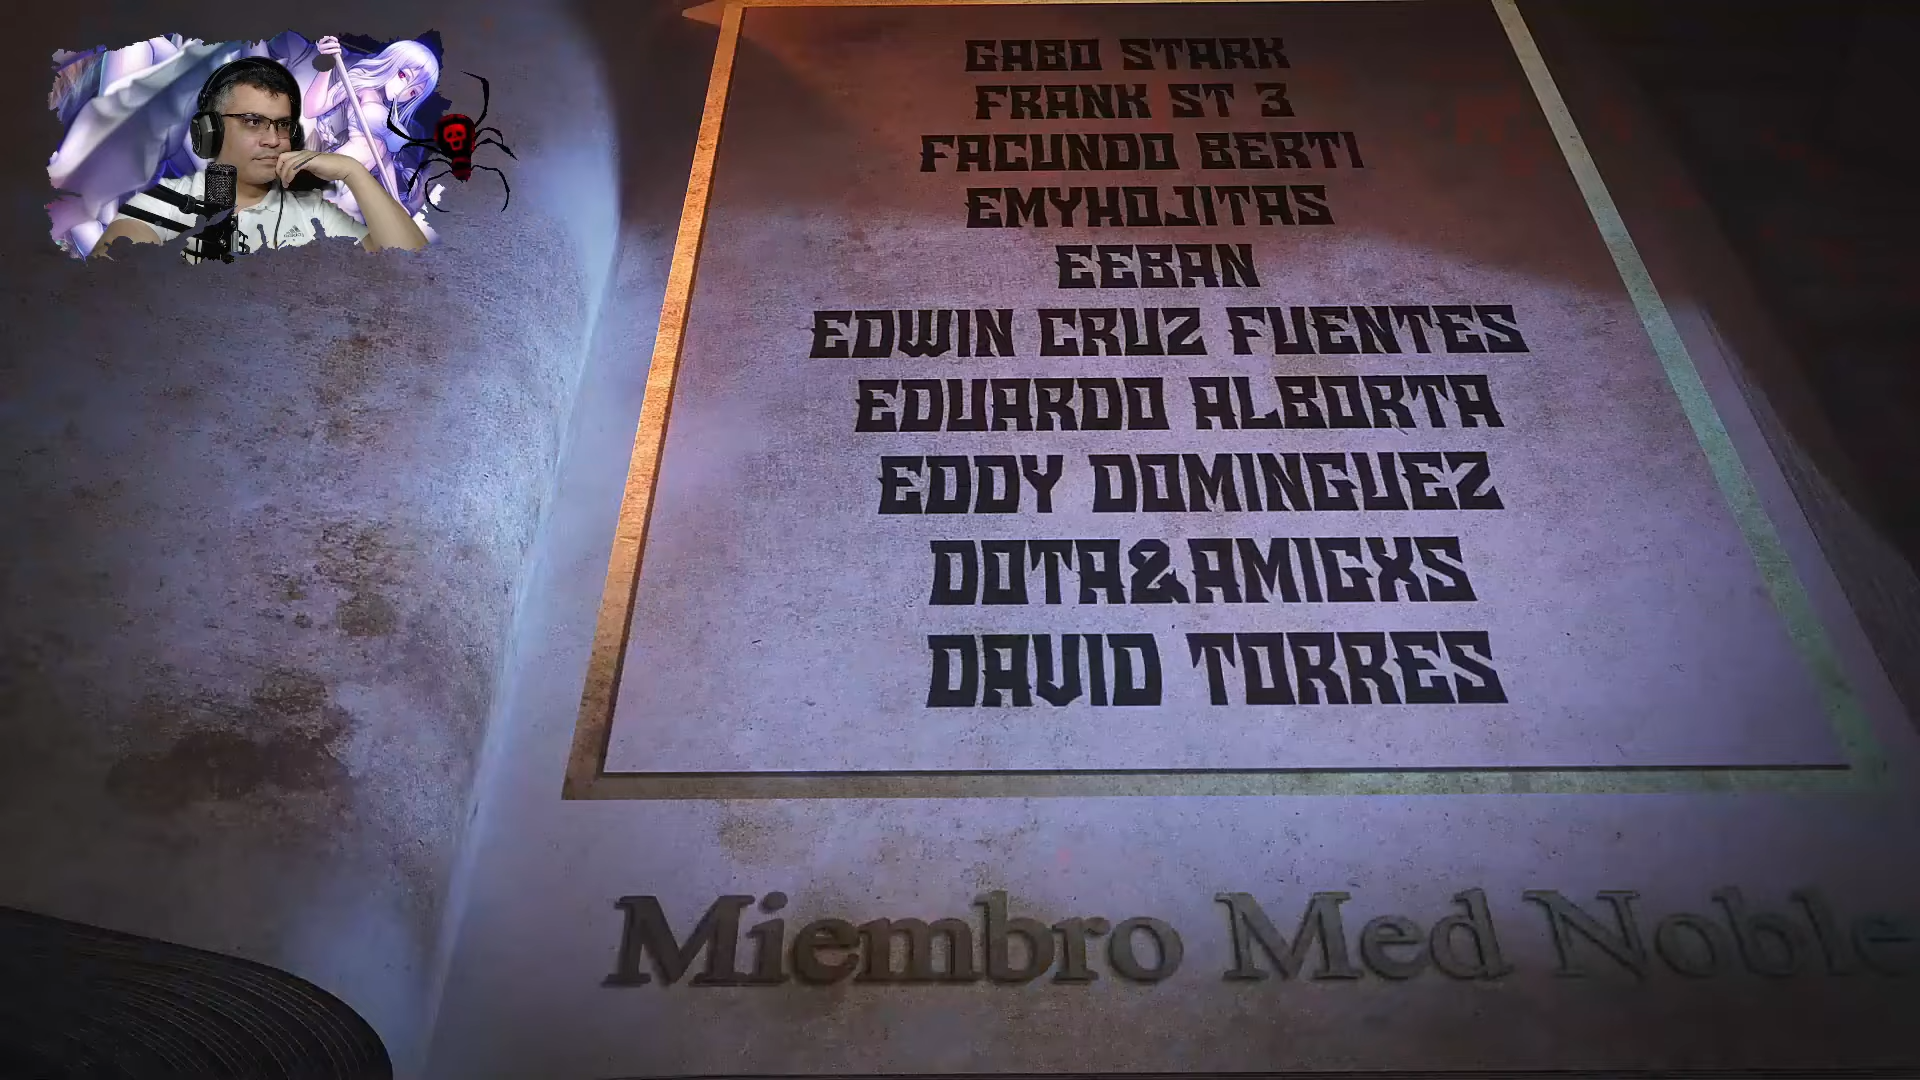 GABO STARK
FRANK ST 3
FACUNDO BERTI
EMYHOJITAS
EEBAN
EDWIN CRUZ FUENTES
EDUARDO ALBORTA
EDDY DOMINGUEZ
DOTA&AMIGXS
DAVID TORRES
Miembro Med Noble